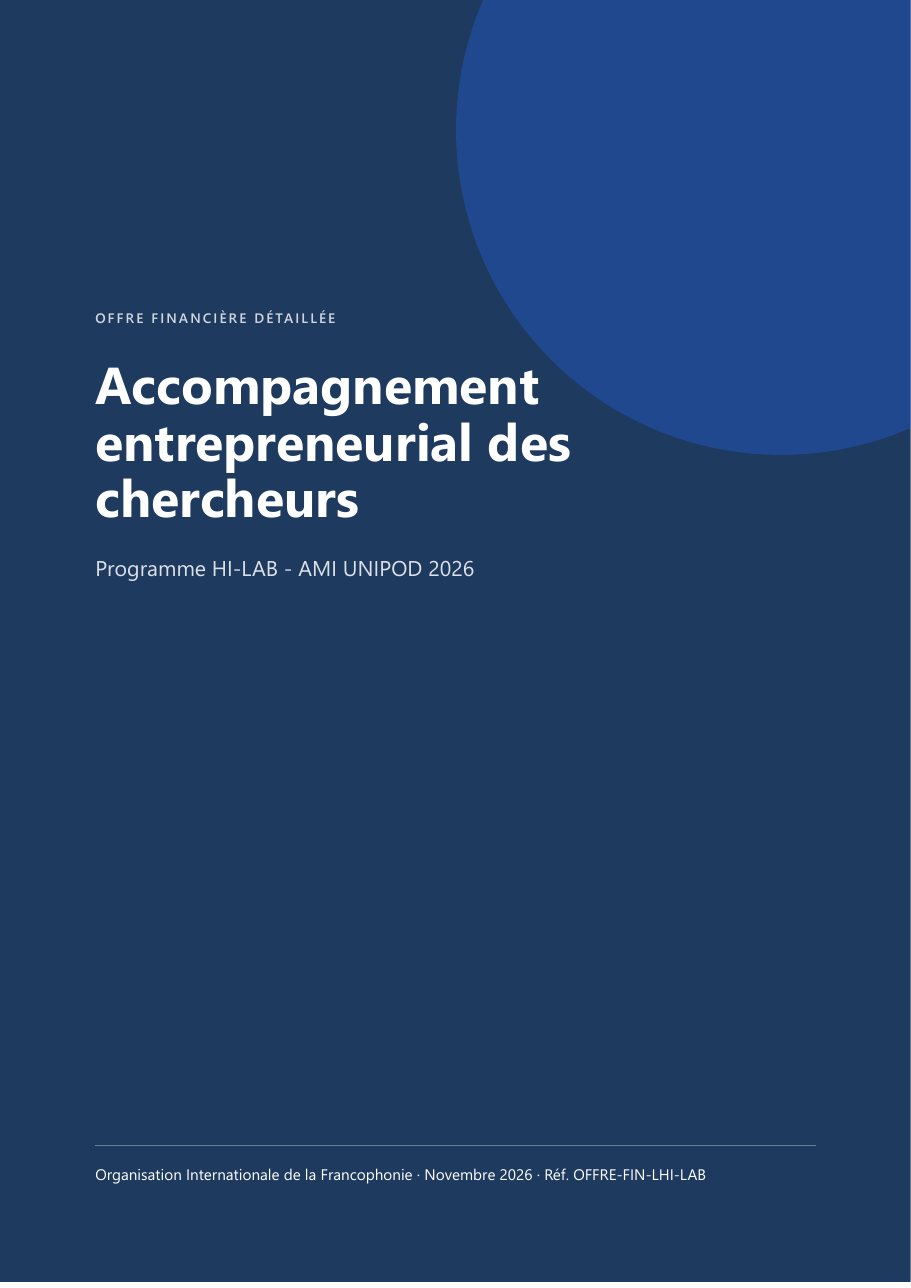 OFFRE FINANCIÈRE DÉTAILLÉE
Accompagnement
entrepreneurial des
chercheurs
Programme HI-LAB - AMI UNIPOD 2026
Organisation Internationale de la Francophonie · Novembre 2026 · Réf. OFFRE-FIN-LHI-LAB